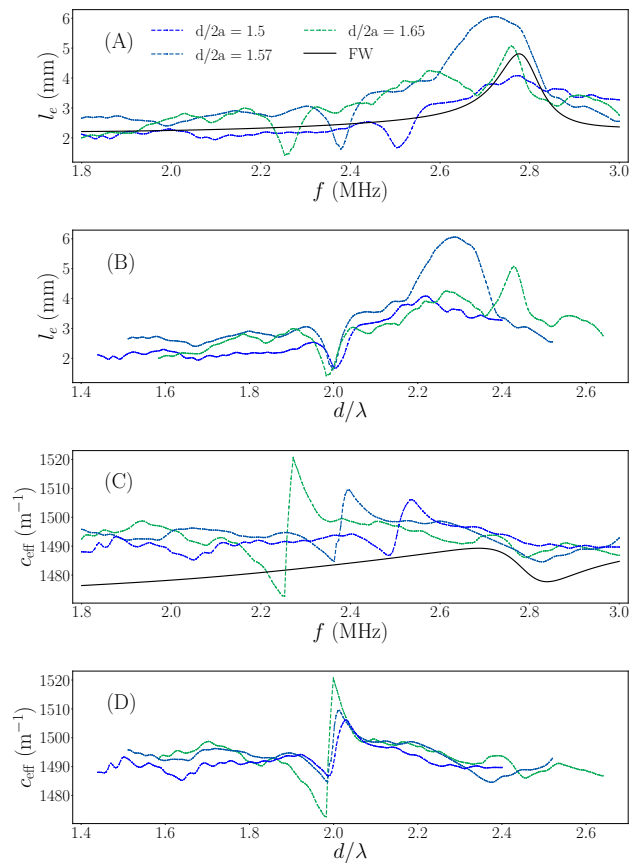 6
5
4
3
2
l_e (mm)
(A)
d/2a = 1.5
d/2a = 1.57
d/2a = 1.65
FW
1.8 2.0 2.2 2.4 2.6 2.8 3.0
f (MHz)
6
5
4
3
2
l_e (mm)
(B)
1.4 1.6 1.8 2.0 2.2 2.4 2.6
d/λ
1520
1510
1500
1490
1480
c_eff (m⁻¹)
(C)
1.8 2.0 2.2 2.4 2.6 2.8 3.0
f (MHz)
1520
1510
1500
1490
1480
c_eff (m⁻¹)
(D)
1.4 1.6 1.8 2.0 2.2 2.4 2.6
d/λ